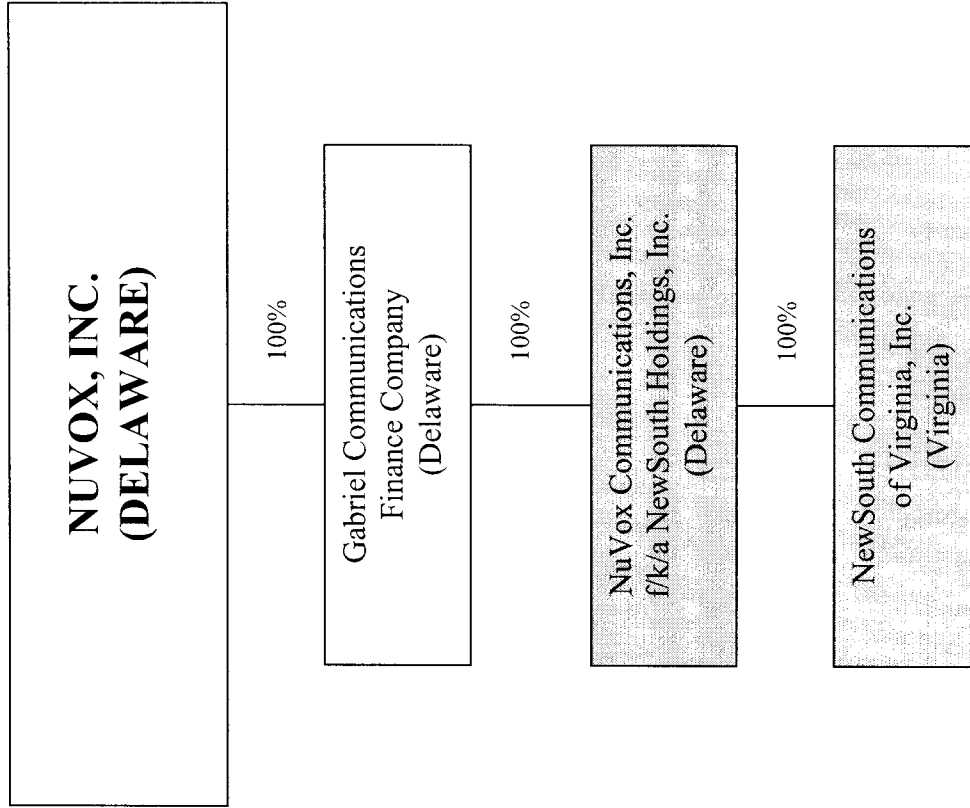 NUVOX, INC.
(DELAWARE)
100%
Gabriel Communications
Finance Company
(Delaware)
100%
NuVox Communications, Inc.
f/k/a NewSouth Holdings, Inc.
(Delaware)
100%
NewSouth Communications
of Virginia, Inc.
(Virginia)